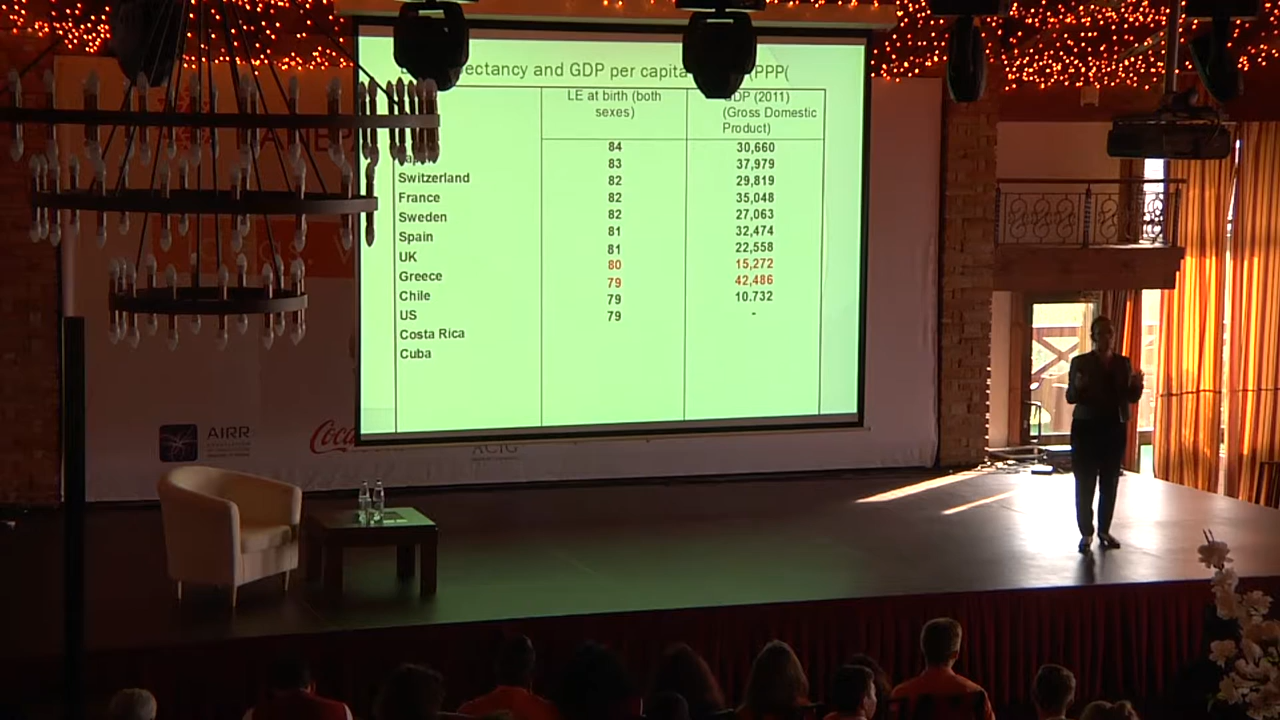 pectancy and GDP per capita (PPP(
LE at birth (both
sexes)
GDP (2011)
(Gross Domestic
Product)
84 30,660
83 37,979
Switzerland 82 29,819
France 82 35,048
Sweden 82 27,063
Spain 81 32,474
UK 81 22,558
Greece 80 15,272
Chile 79 42,486
US 79 10.732
Costa Rica 79 -
Cuba
AIRR
Coca